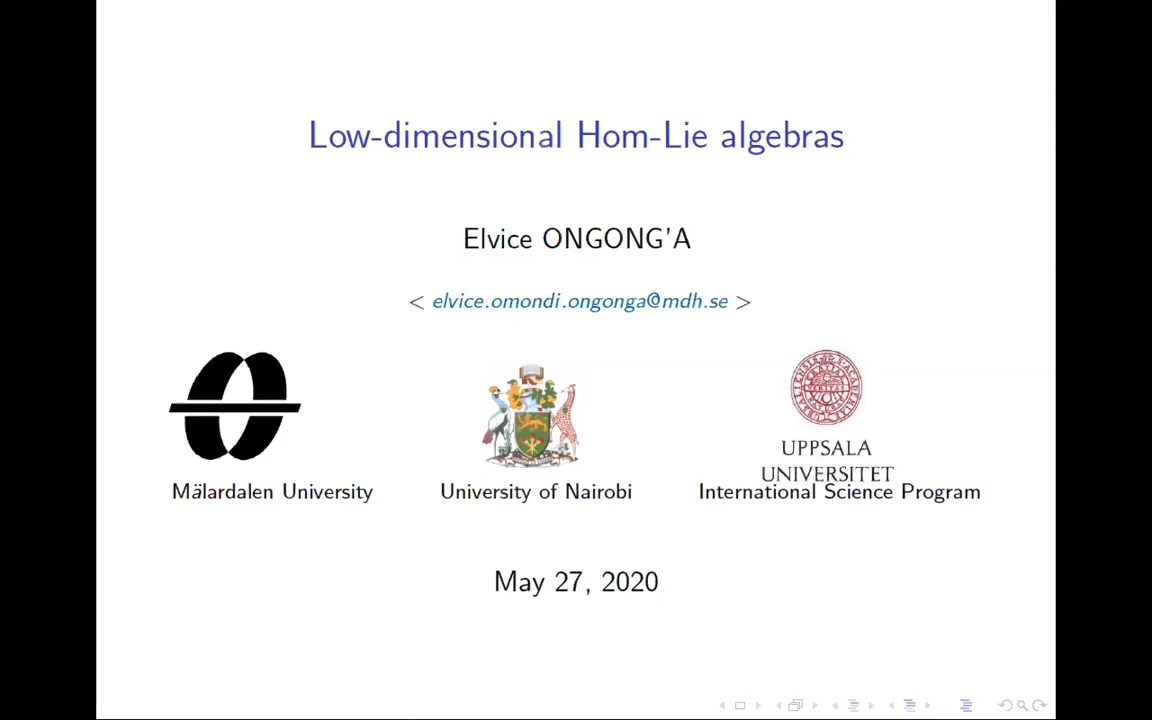 Low-dimensional Hom-Lie algebras
Elvice ONGONG'A
< elvice.omondi.ongonga@mdh.se >
UPPSALA
UNIVERSITET
Mälardalen University
University of Nairobi
International Science Program
May 27, 2020